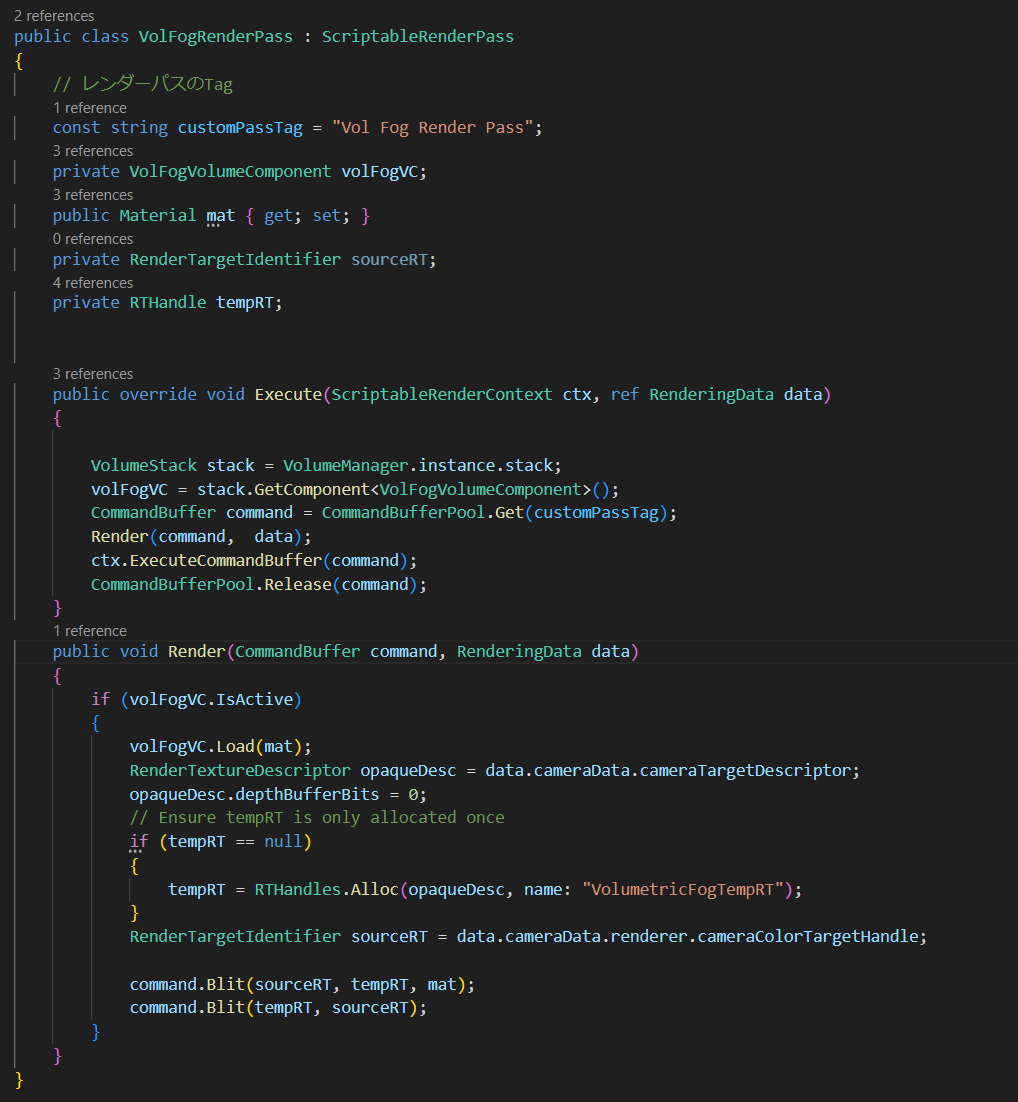 2 references
public class VolFogRenderPass : ScriptableRenderPass
{
// レンダーパスのTag
1 reference
const string customPassTag = "Vol Fog Render Pass";
3 references
private VolFogVolumeComponent volFogVC;
3 references
public Material mat { get; set; }
0 references
private RenderTargetIdentifier sourceRT;
4 references
private RTHandle tempRT;
3 references
public override void Execute(ScriptableRenderContext ctx, ref RenderingData data)
{
VolumeStack stack = VolumeManager.instance.stack;
volFogVC = stack.GetComponent<VolFogVolumeComponent>();
CommandBuffer command = CommandBufferPool.Get(customPassTag);
Render(command,  data);
ctx.ExecuteCommandBuffer(command);
CommandBufferPool.Release(command);
}
1 reference
public void Render(CommandBuffer command, RenderingData data)
{
if (volFogVC.IsActive)
{
volFogVC.Load(mat);
RenderTextureDescriptor opaqueDesc = data.cameraData.cameraTargetDescriptor;
opaqueDesc.depthBufferBits = 0;
// Ensure tempRT is only allocated once
if (tempRT == null)
{
tempRT = RTHandles.Alloc(opaqueDesc, name: "VolumetricFogTempRT");
}
RenderTargetIdentifier sourceRT = data.cameraData.renderer.cameraColorTargetHandle;
command.Blit(sourceRT, tempRT, mat);
command.Blit(tempRT, sourceRT);
}
}
}